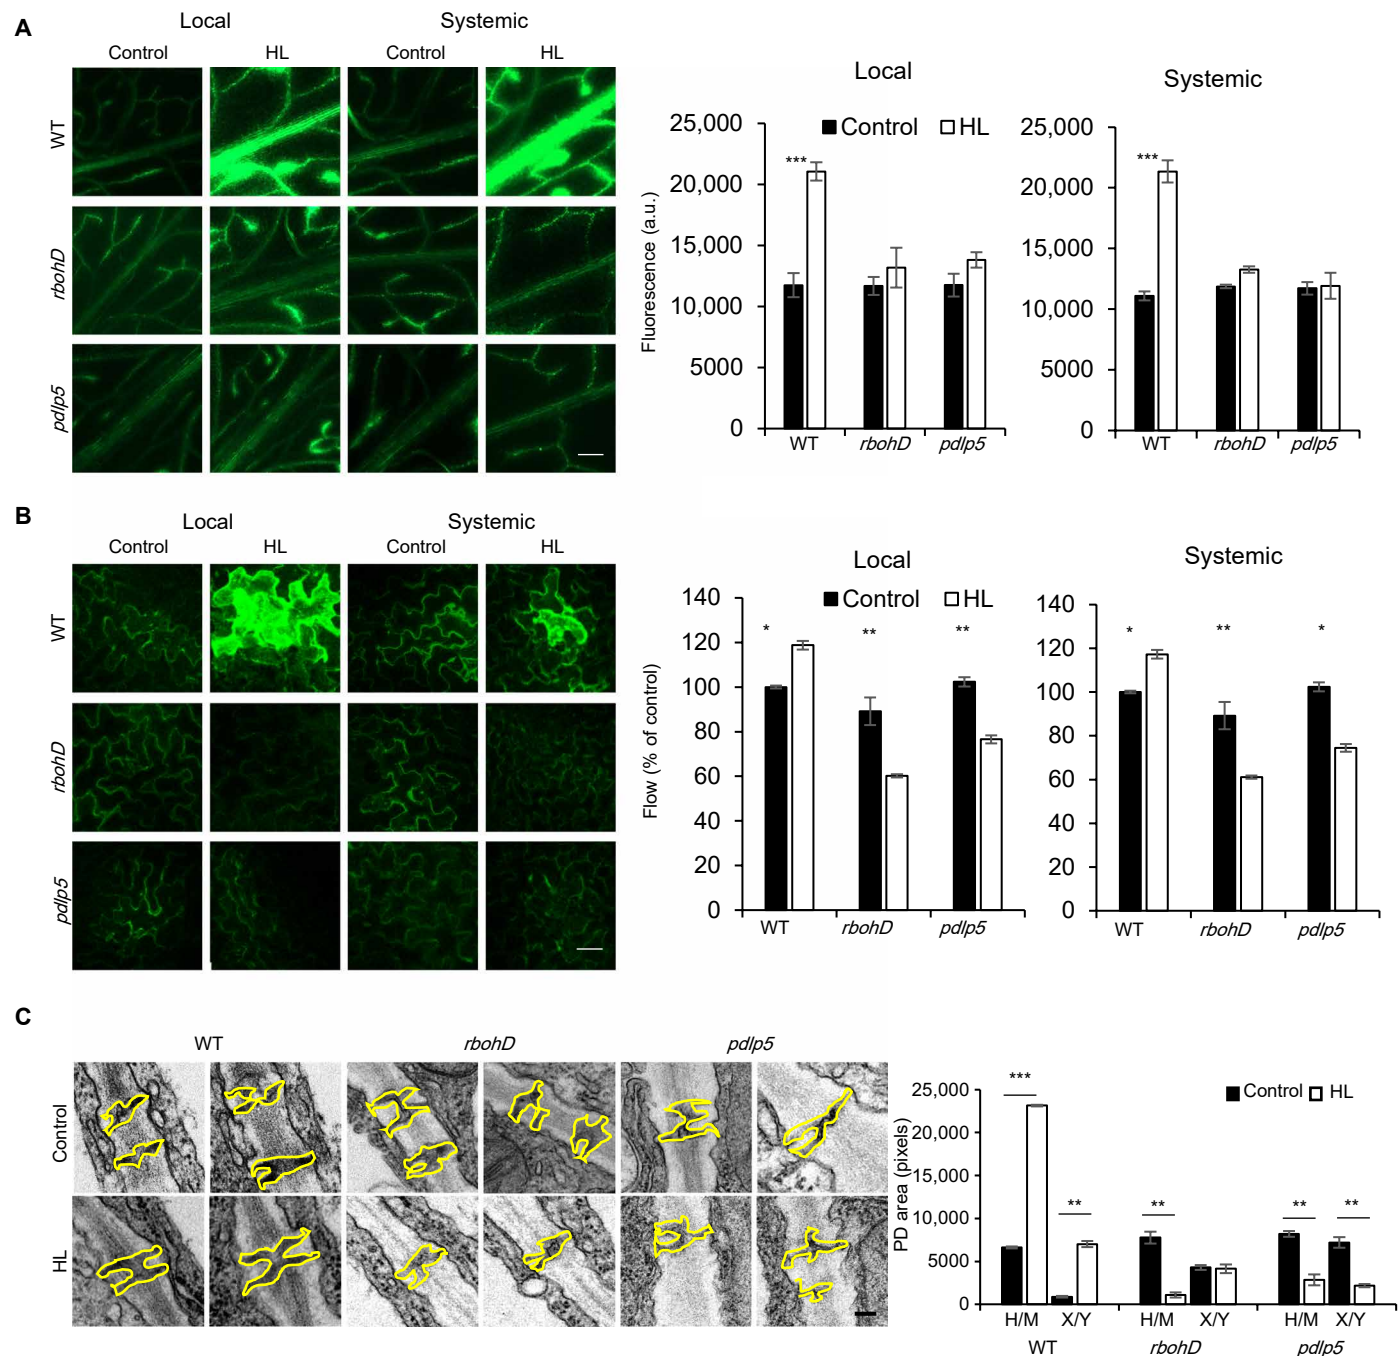 A
Local
Systemic
Control
HL
Control
HL
WT
rbohD
pdlp5
Local
Systemic
Control
HL
Fluorescence (a.u.)
25,000
20,000
15,000
10,000
5000
0
***
WT
rbohD
pdlp5
25,000
20,000
15,000
10,000
5000
0
***
WT
rbohD
pdlp5
B
Local
Systemic
Control
HL
Control
HL
WT
rbohD
pdlp5
Local
Systemic
Control
HL
Flow (% of control)
140
120
100
80
60
40
20
0
*
**
**
WT
rbohD
pdlp5
140
120
100
80
60
40
20
0
*
**
*
WT
rbohD
pdlp5
C
WT
rbohD
pdlp5
Control
HL
Control
HL
PD area (pixels)
25,000
20,000
15,000
10,000
5000
0
***
**
**
**
**
H/M
X/Y
H/M
X/Y
H/M
X/Y
WT
rbohD
pdlp5